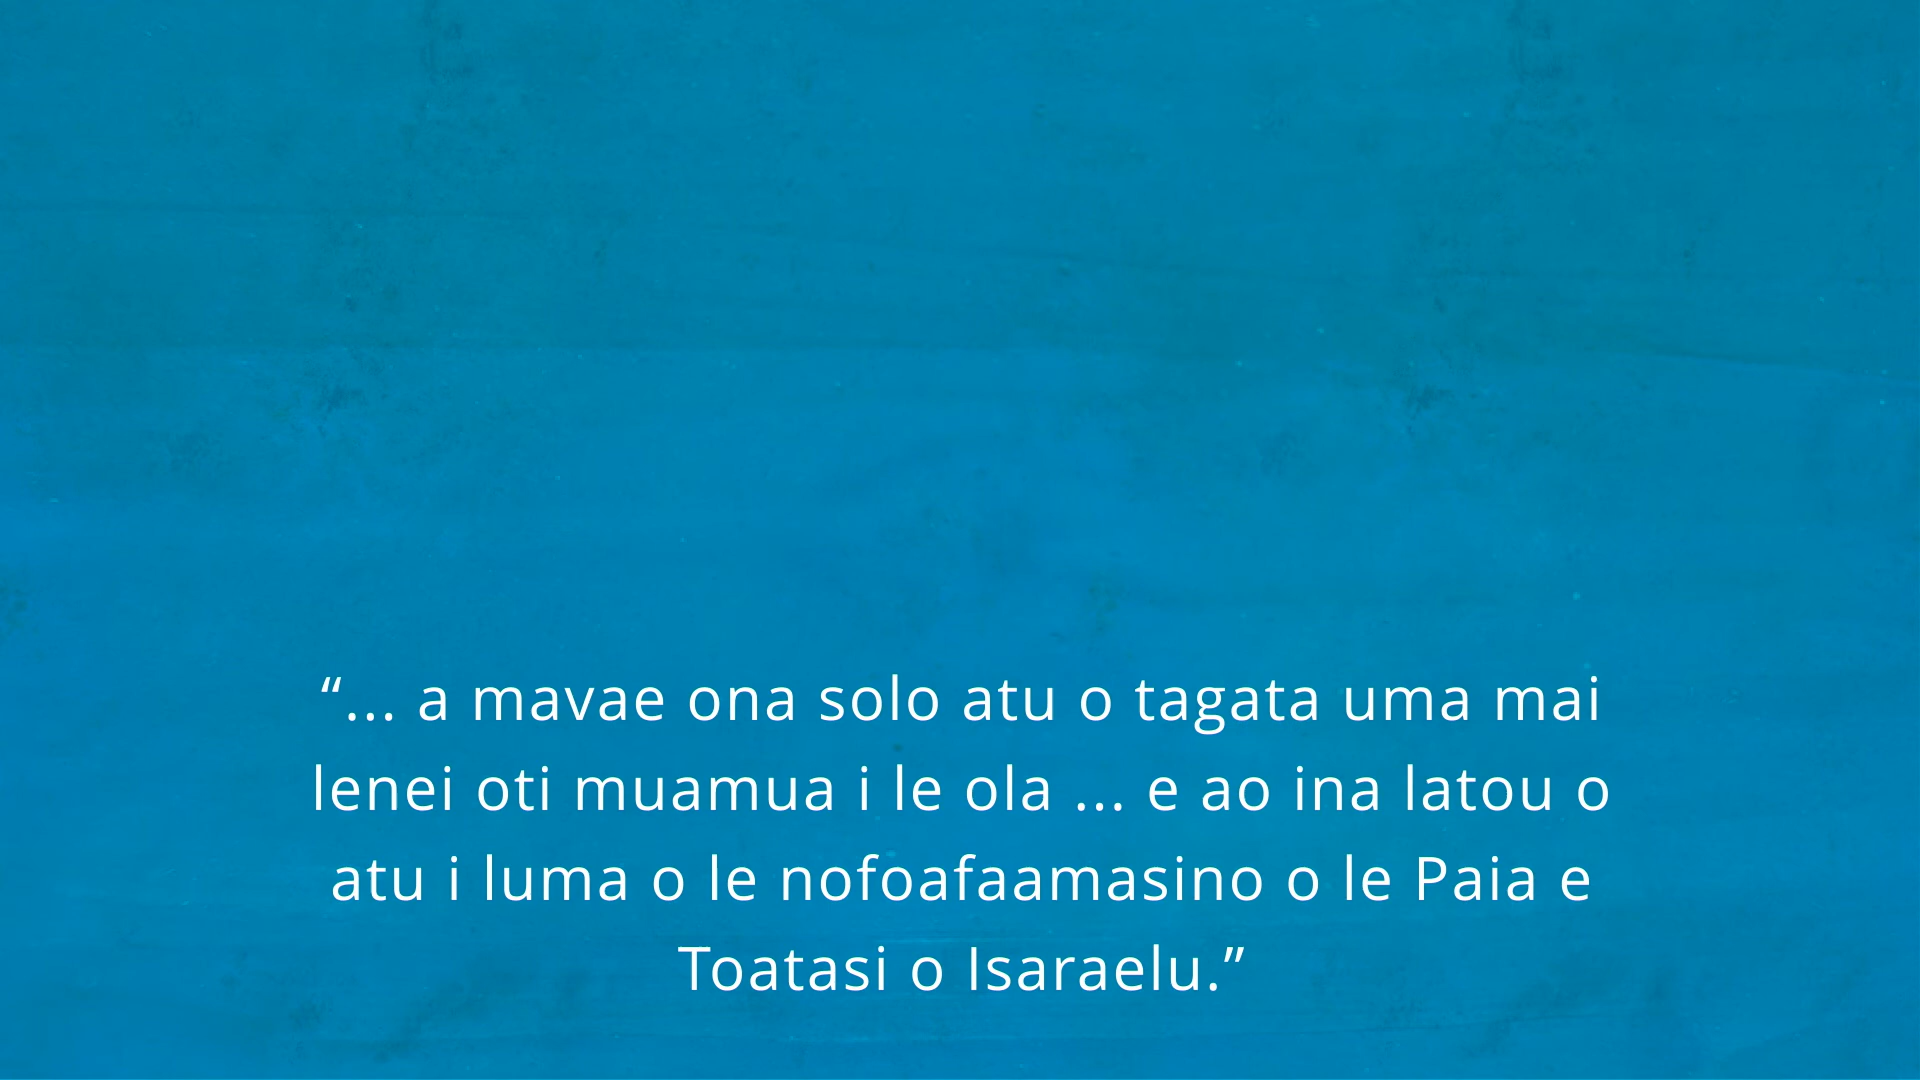 “... a mavae ona solo atu o tagata uma mai
lenei oti muamua i le ola ... e ao ina latou o
atu i luma o le nofoafaamasino o le Paia e
Toatasi o Isaraelu.”